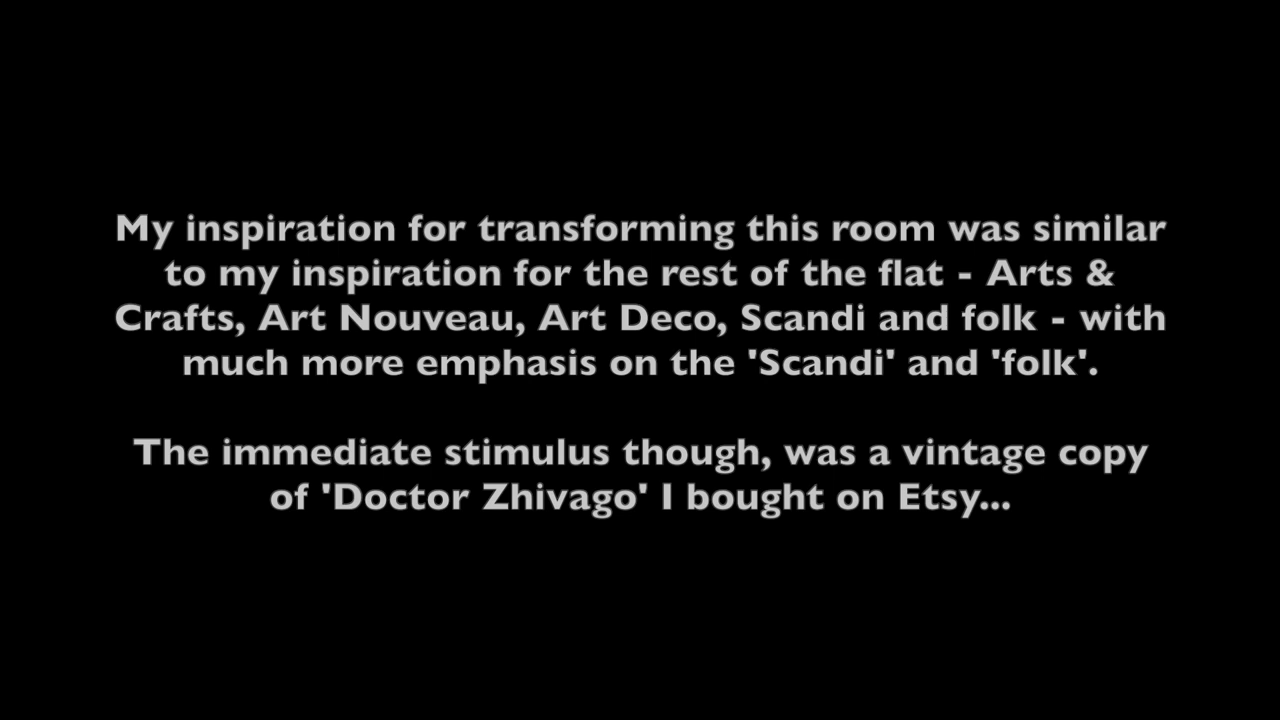 My inspiration for transforming this room was similar
to my inspiration for the rest of the flat - Arts &
Crafts, Art Nouveau, Art Deco, Scandi and folk - with
much more emphasis on the 'Scandi' and 'folk'.
The immediate stimulus though, was a vintage copy
of 'Doctor Zhivago' I bought on Etsy...